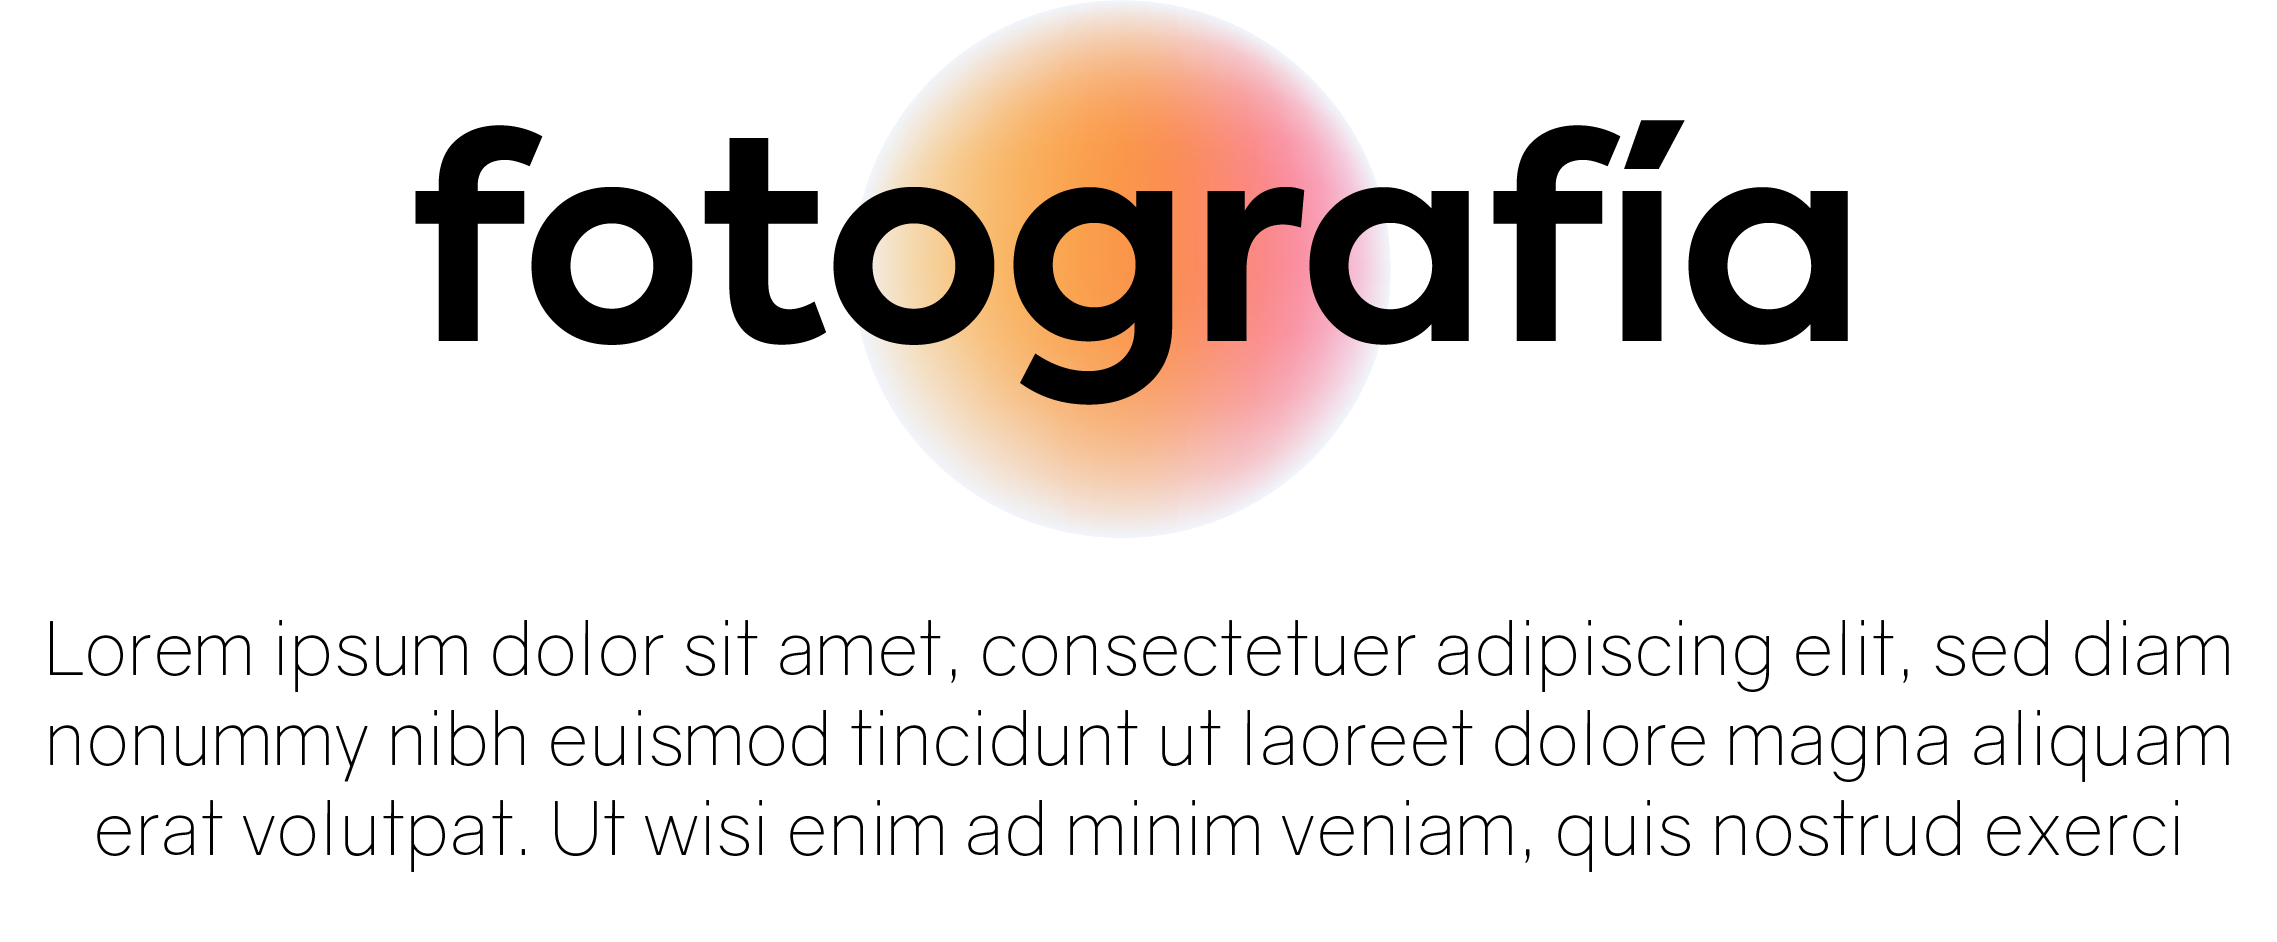 fotografía
Lorem ipsum dolor sit amet, consectetuer adipiscing elit, sed diam
nonummy nibh euismod tincidunt ut laoreet dolore magna aliquam
erat volutpat. Ut wisi enim ad minim veniam, quis nostrud exerci